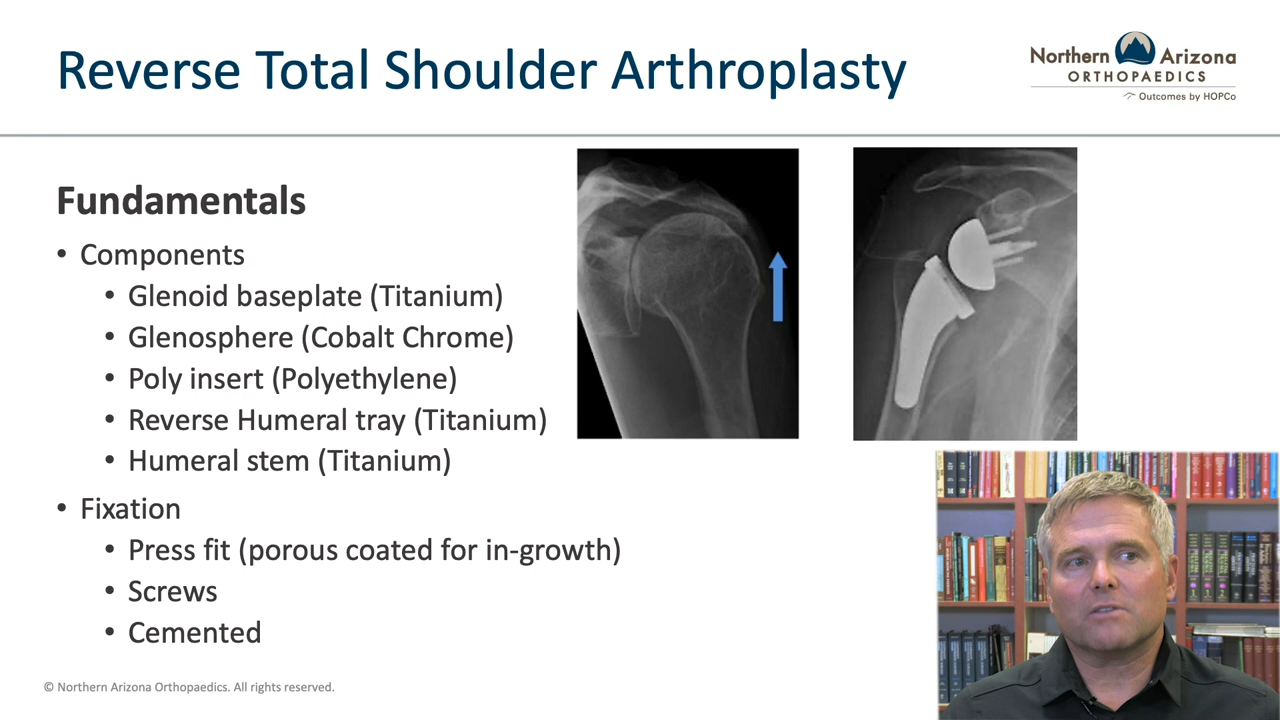 Reverse Total Shoulder Arthroplasty
Northern Arizona
ORTHOPAEDICS
Outcomes by HOPCo
Fundamentals
• Components
• Glenoid baseplate (Titanium)
• Glenosphere (Cobalt Chrome)
• Poly insert (Polyethylene)
• Reverse Humeral tray (Titanium)
• Humeral stem (Titanium)
• Fixation
• Press fit (porous coated for in-growth)
• Screws
• Cemented
© Northern Arizona Orthopaedics. All rights reserved.